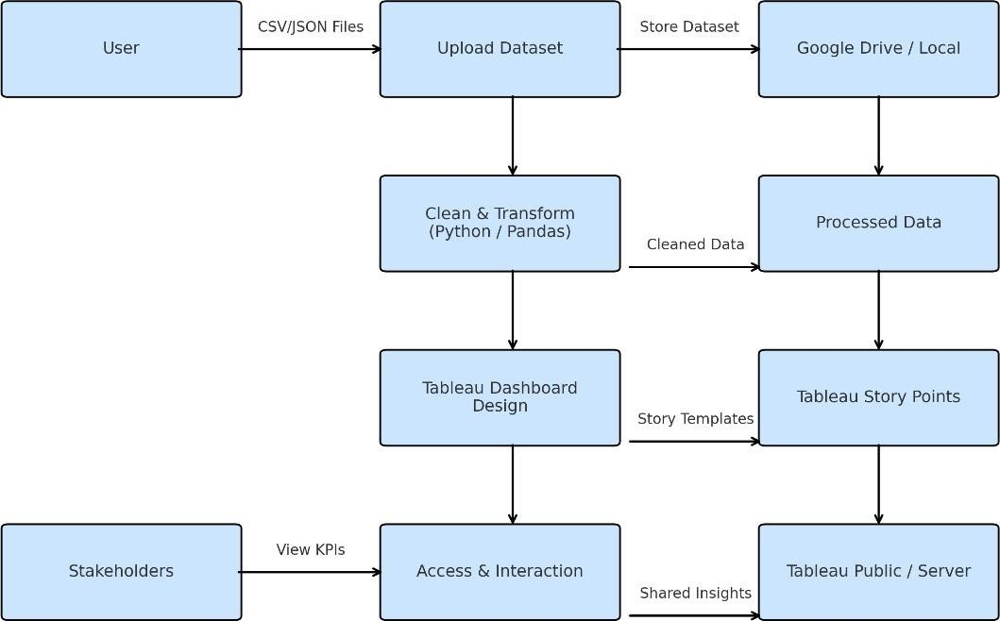 User
CSV/JSON Files
Upload Dataset
Store Dataset
Google Drive / Local
Clean & Transform
(Python / Pandas)
Cleaned Data
Processed Data
Tableau Dashboard
Design
Story Templates
Tableau Story Points
Stakeholders
View KPIs
Access & Interaction
Shared Insights
Tableau Public / Server